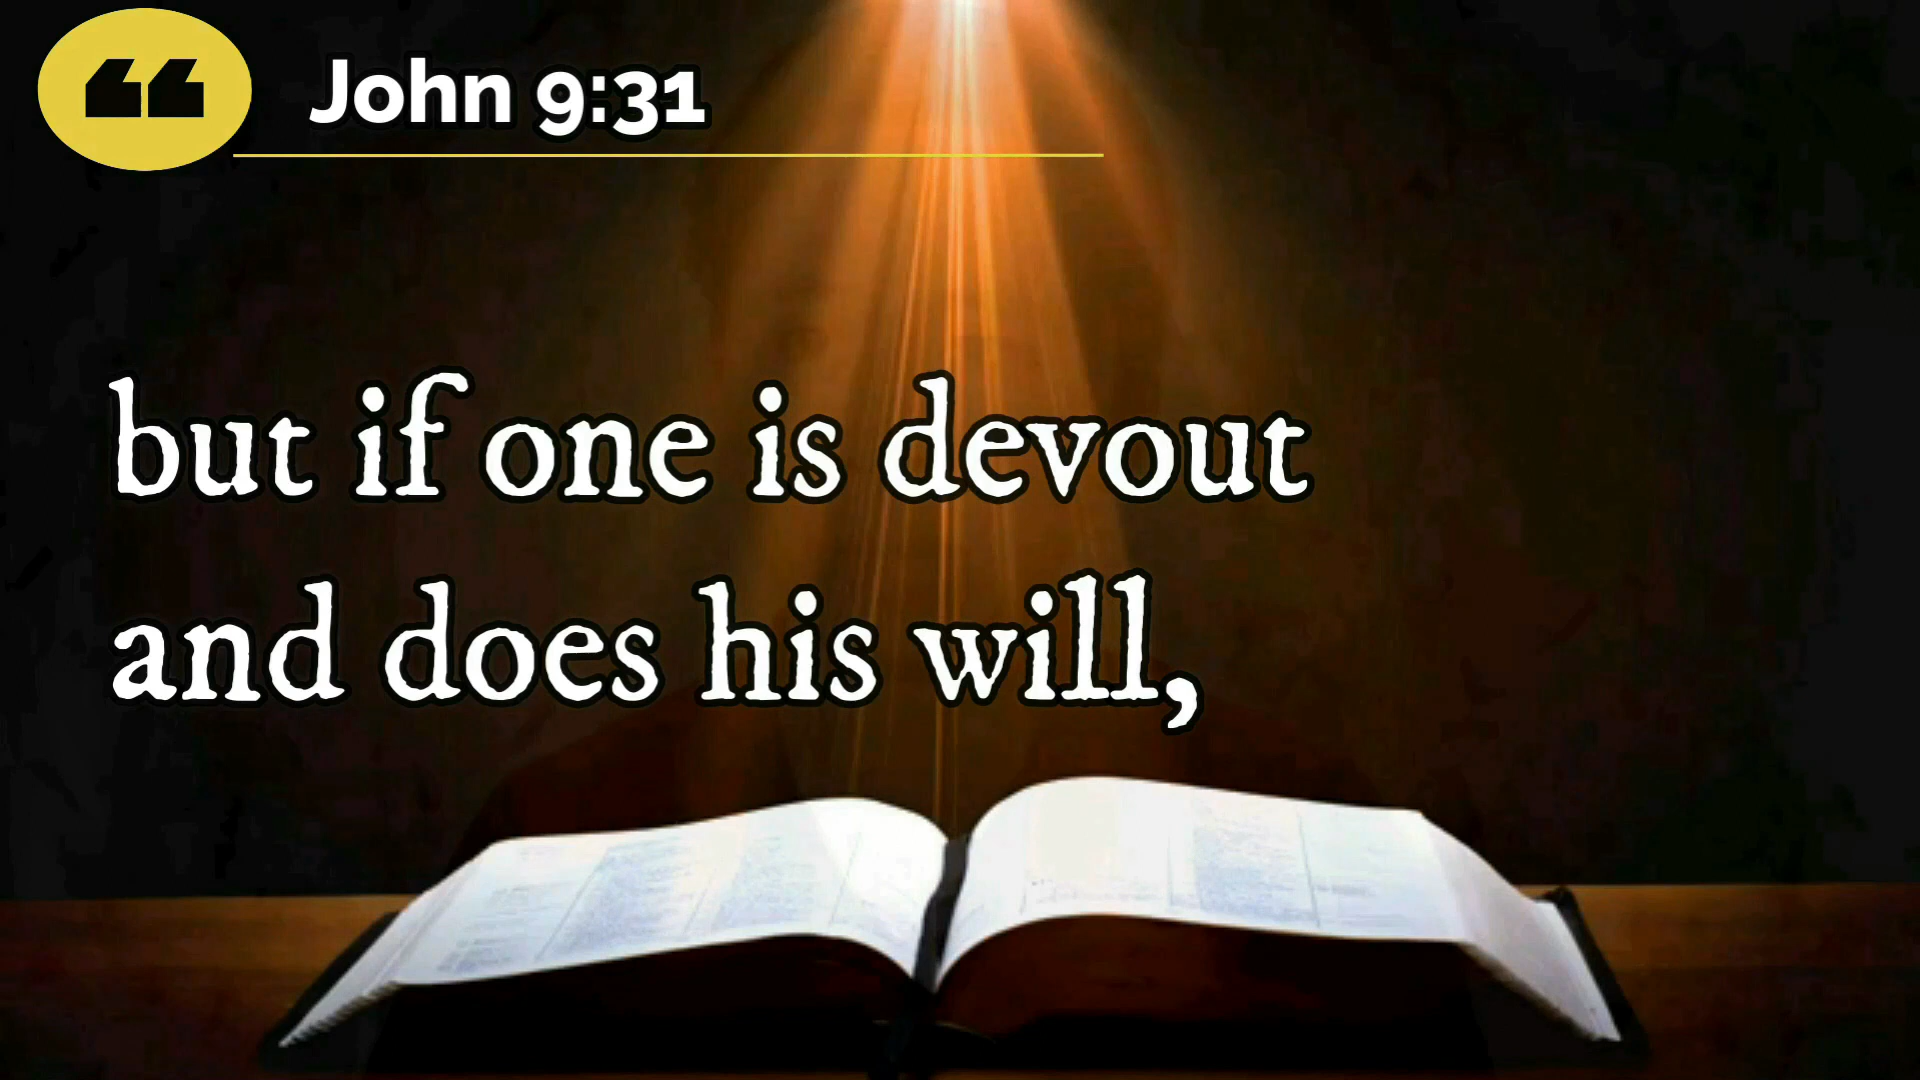 John 9:31
but if one is devout
and does his will,